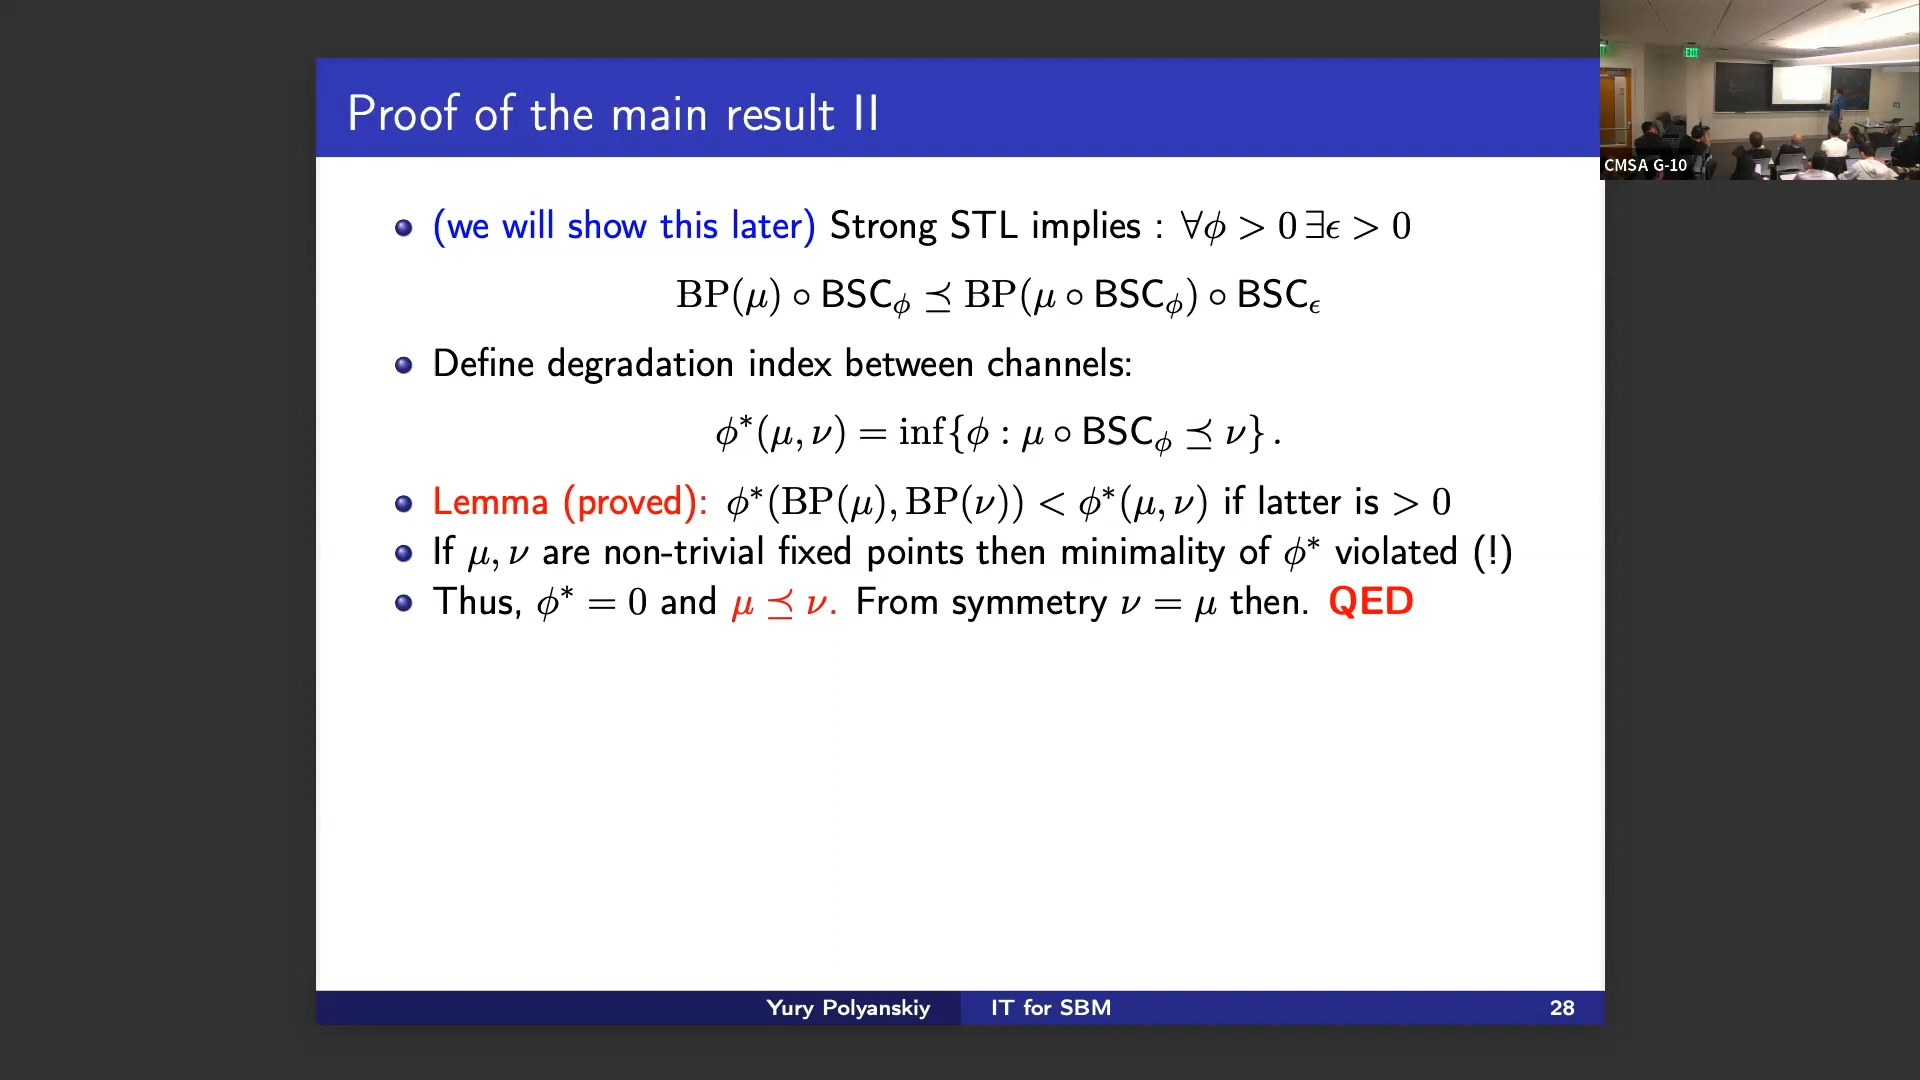 Proof of the main result II
(we will show this later) Strong STL implies : ∀ϕ > 0 ∃ϵ > 0
BP(μ) ∘ BSC_ϕ ⪯ BP(μ ∘ BSC_ϕ) ∘ BSC_ϵ
Define degradation index between channels:
ϕ*(μ, ν) = inf{ϕ : μ ∘ BSC_ϕ ⪯ ν} .
Lemma (proved): ϕ*(BP(μ), BP(ν)) < ϕ*(μ, ν) if latter is > 0
If μ, ν are non-trivial fixed points then minimality of ϕ* violated (!)
Thus, ϕ* = 0 and μ ⪯ ν. From symmetry ν = μ then. QED
Yury Polyanskiy IT for SBM 28
EXIT
CMSA G-10